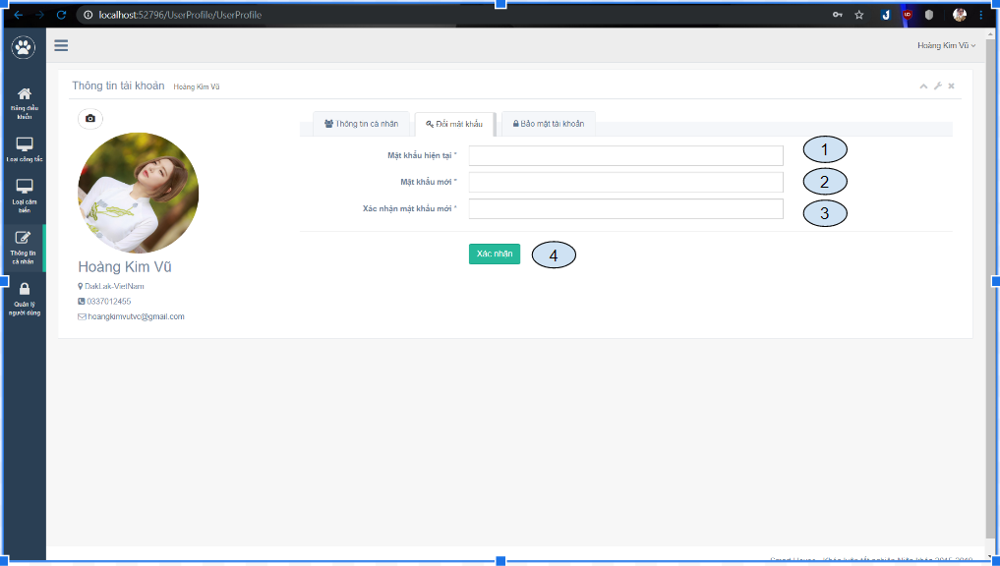 localhost:52796/UserProfile/UserProfile
Hoàng Kim Vũ
Thông tin tài khoản Hoàng Kim Vũ
Bảng điều
khiển
Loại công tắc
Loại cảm
biến
Thông tin
cá nhân
Quản lý
người dùng
Thông tin cá nhân
Đổi mật khẩu
Bảo mật tài khoản
Mật khẩu hiện tại *
1
Mật khẩu mới *
2
Xác nhận mật khẩu mới *
3
Xác nhận
4
Hoàng Kim Vũ
DakLak-VietNam
0337012455
hoangkimvutvc@gmail.com